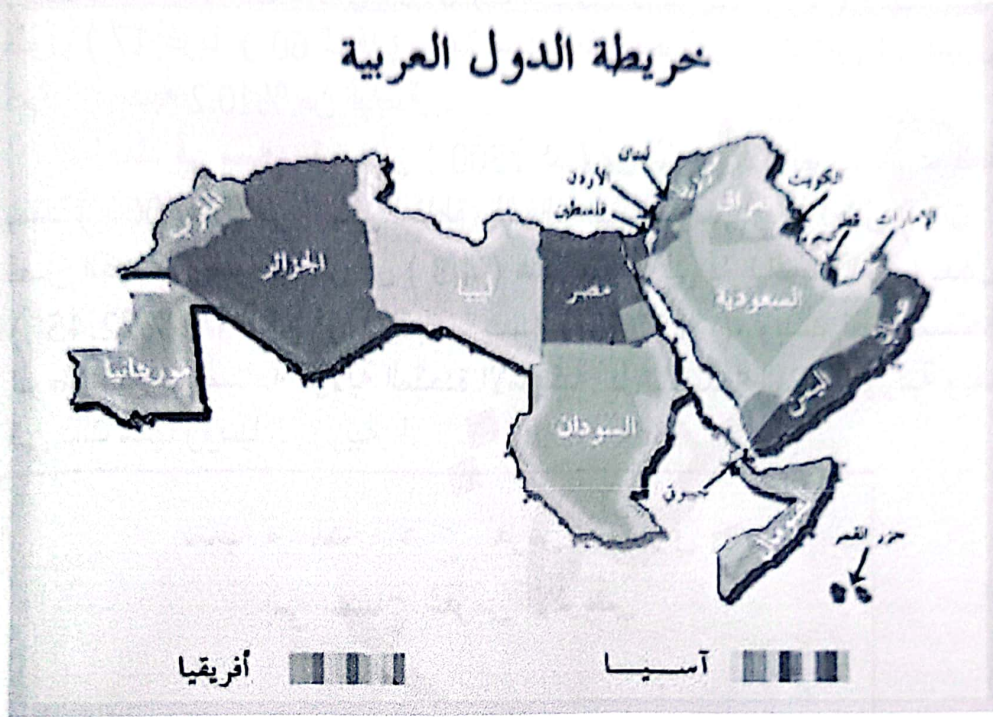 خريطة الدول العربية
لبنان
الأردن
فلسطين
الكويت
قطر
الإمارات
العراق
المغرب
الجزائر
ليبيا
مصر
السعودية
عمان
اليمن
موريتانيا
السودان
جيبوتي
الصومال
جزر القمر
أفريقيا
آسيا